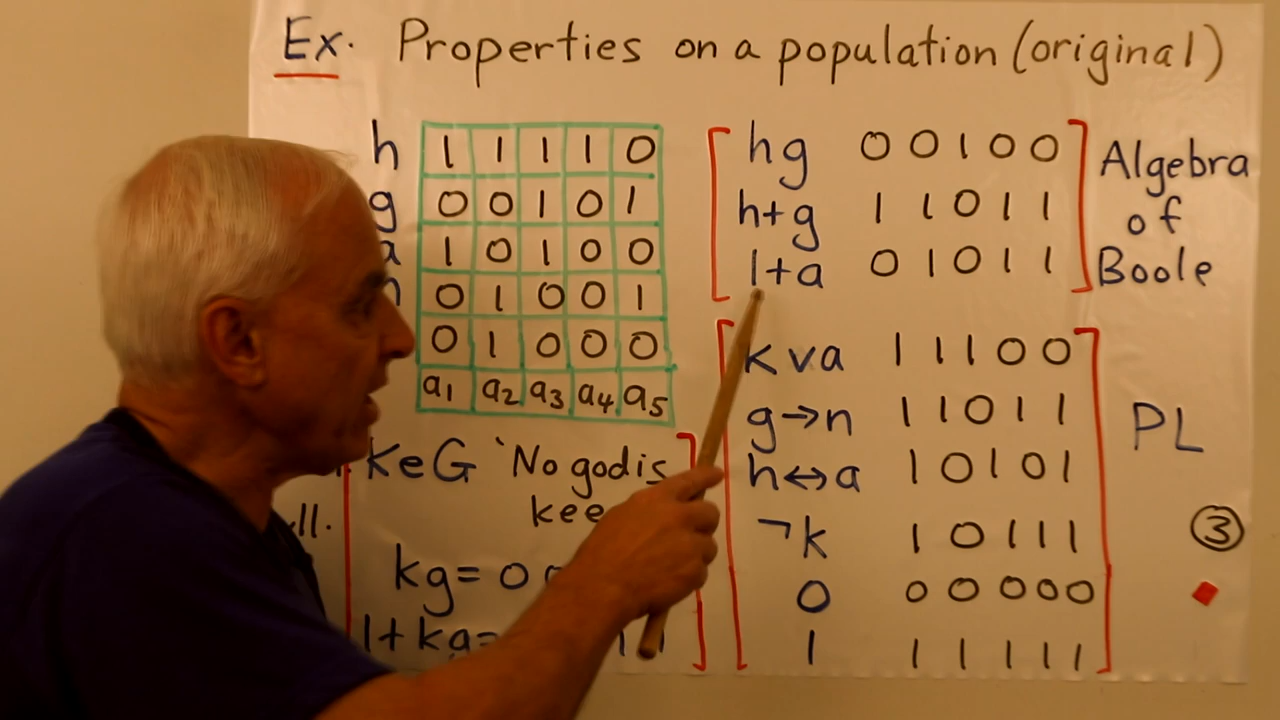 Ex. Properties on a population (original)
h 1 1 1 1 0
g 0 0 1 0 1
a 1 0 1 0 0
n 0 1 0 0 1
0 1 0 0 0
a1 a2 a3 a4 a5
hg 0 0 1 0 0
h+g 1 1 0 1 1
1+a 0 1 0 1 1
Algebra
of
Boole
KeG 'No god is
kg= 0
1+ka=
k∨a 1 1 1 0 0
g→n 1 1 0 1 1
h↔a 1 0 1 0 1
¬k 1 0 1 1 1
0 0 0 0 0 0
1 1 1 1 1 1
PL
3